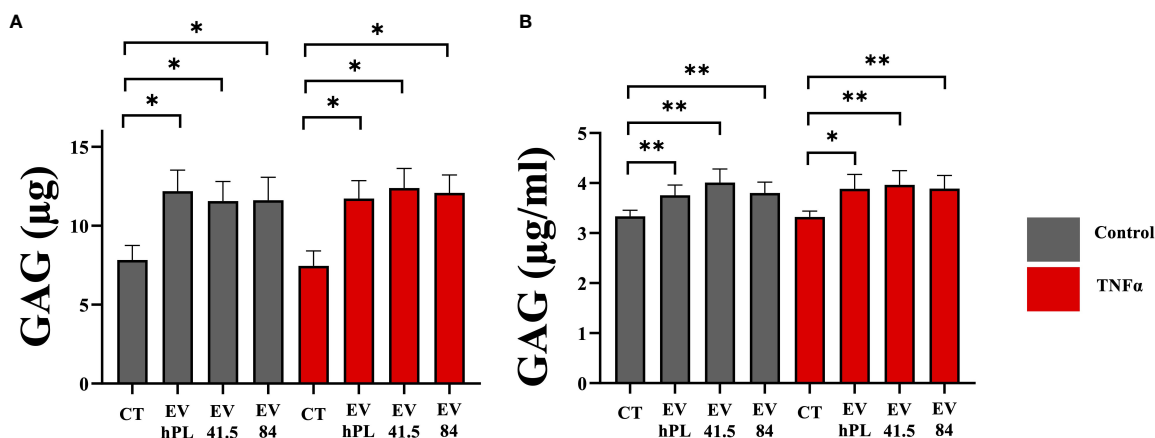 A
B
* *
* *
* *
** **
** **
** *
GAG (µg)
15
10
5
0
GAG (µg/ml)
5
4
3
2
1
0
CT EV hPL EV 41.5 EV 84 CT EV hPL EV 41.5 EV 84
CT EV hPL EV 41.5 EV 84 CT EV hPL EV 41.5 EV 84
Control
TNFα